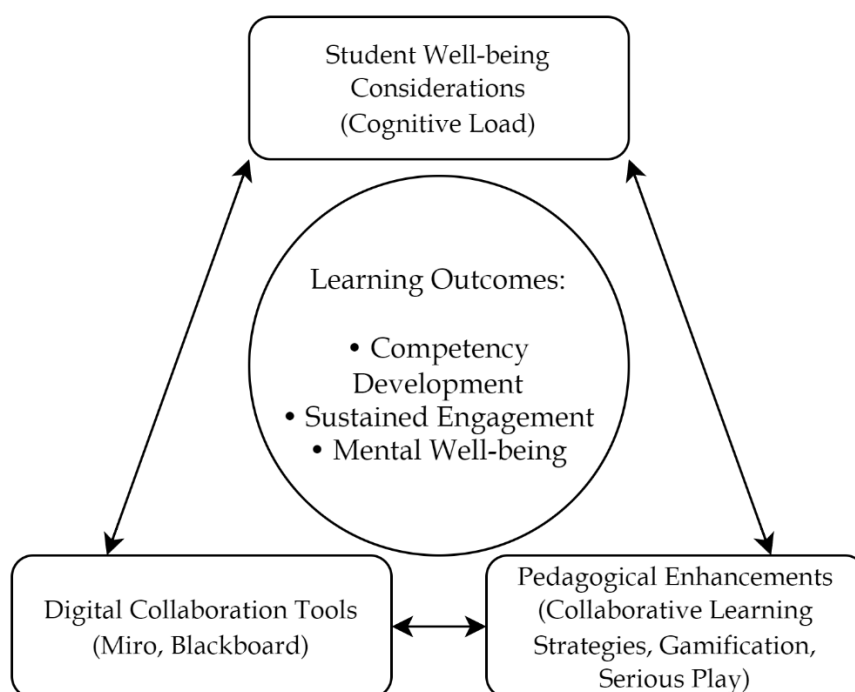 Student Well-being
Considerations
(Cognitive Load)
Learning Outcomes:
• Competency
Development
• Sustained Engagement
• Mental Well-being
Digital Collaboration Tools
(Miro, Blackboard)
Pedagogical Enhancements
(Collaborative Learning
Strategies, Gamification,
Serious Play)